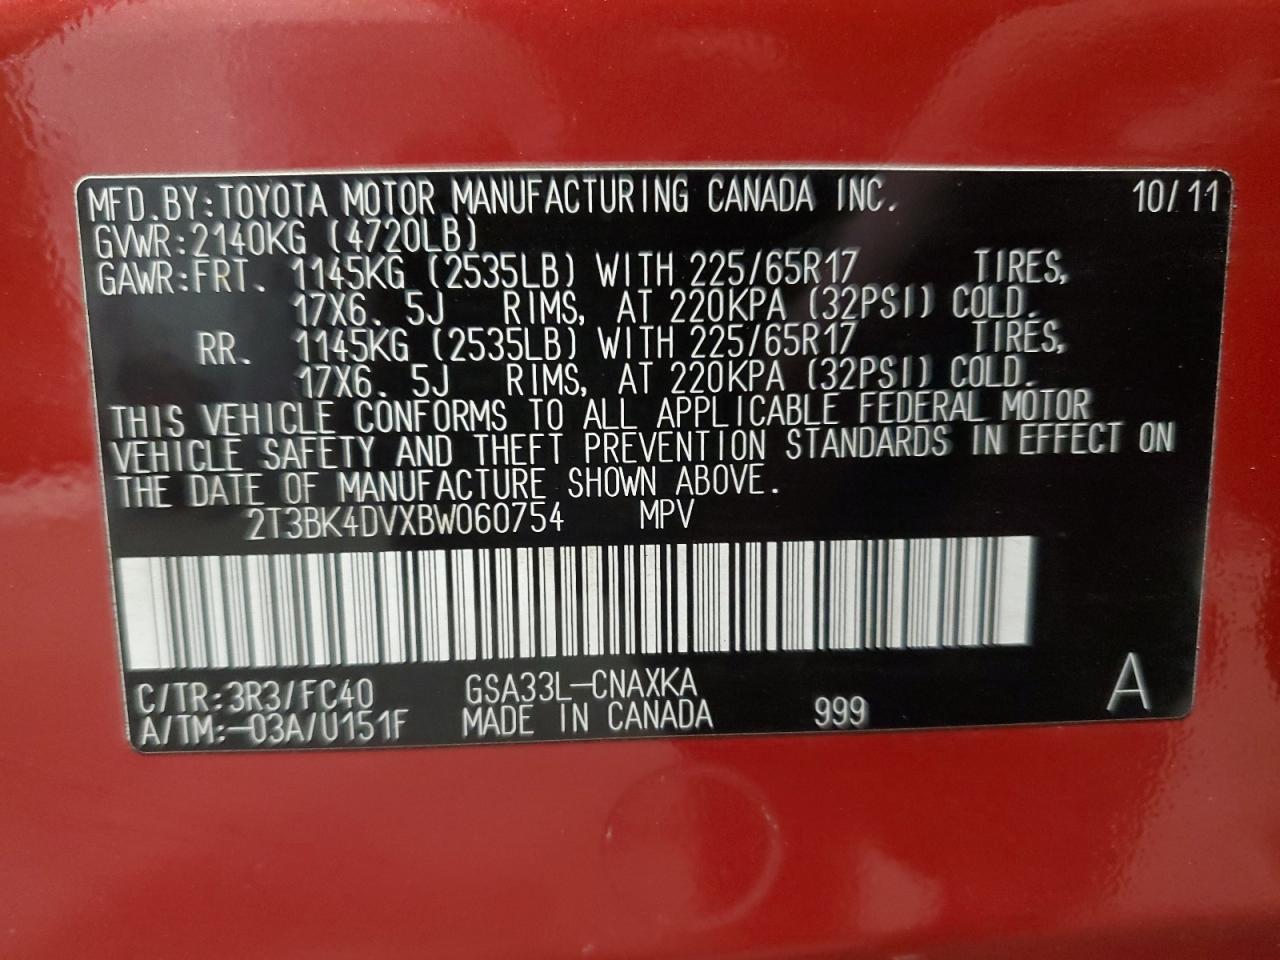 MFD.BY:TOYOTA MOTOR MANUFACTURING CANADA INC. 10/11
GVWR:2140KG (4720LB)
GAWR:FRT. 1145KG (2535LB) WITH 225/65R17 TIRES,
17X6. 5J RIMS, AT 220KPA (32PSI) COLD.
RR. 1145KG (2535LB) WITH 225/65R17 TIRES,
17X6. 5J RIMS, AT 220KPA (32PSI) COLD.
THIS VEHICLE CONFORMS TO ALL APPLICABLE FEDERAL MOTOR
VEHICLE SAFETY AND THEFT PREVENTION STANDARDS IN EFFECT ON
THE DATE OF MANUFACTURE SHOWN ABOVE.
2T3BK4DVXBW060754 MPV
C/TR:3R3/FC40 GSA33L-CNAXKA
A/TM:-03A/U151F MADE IN CANADA 999 A